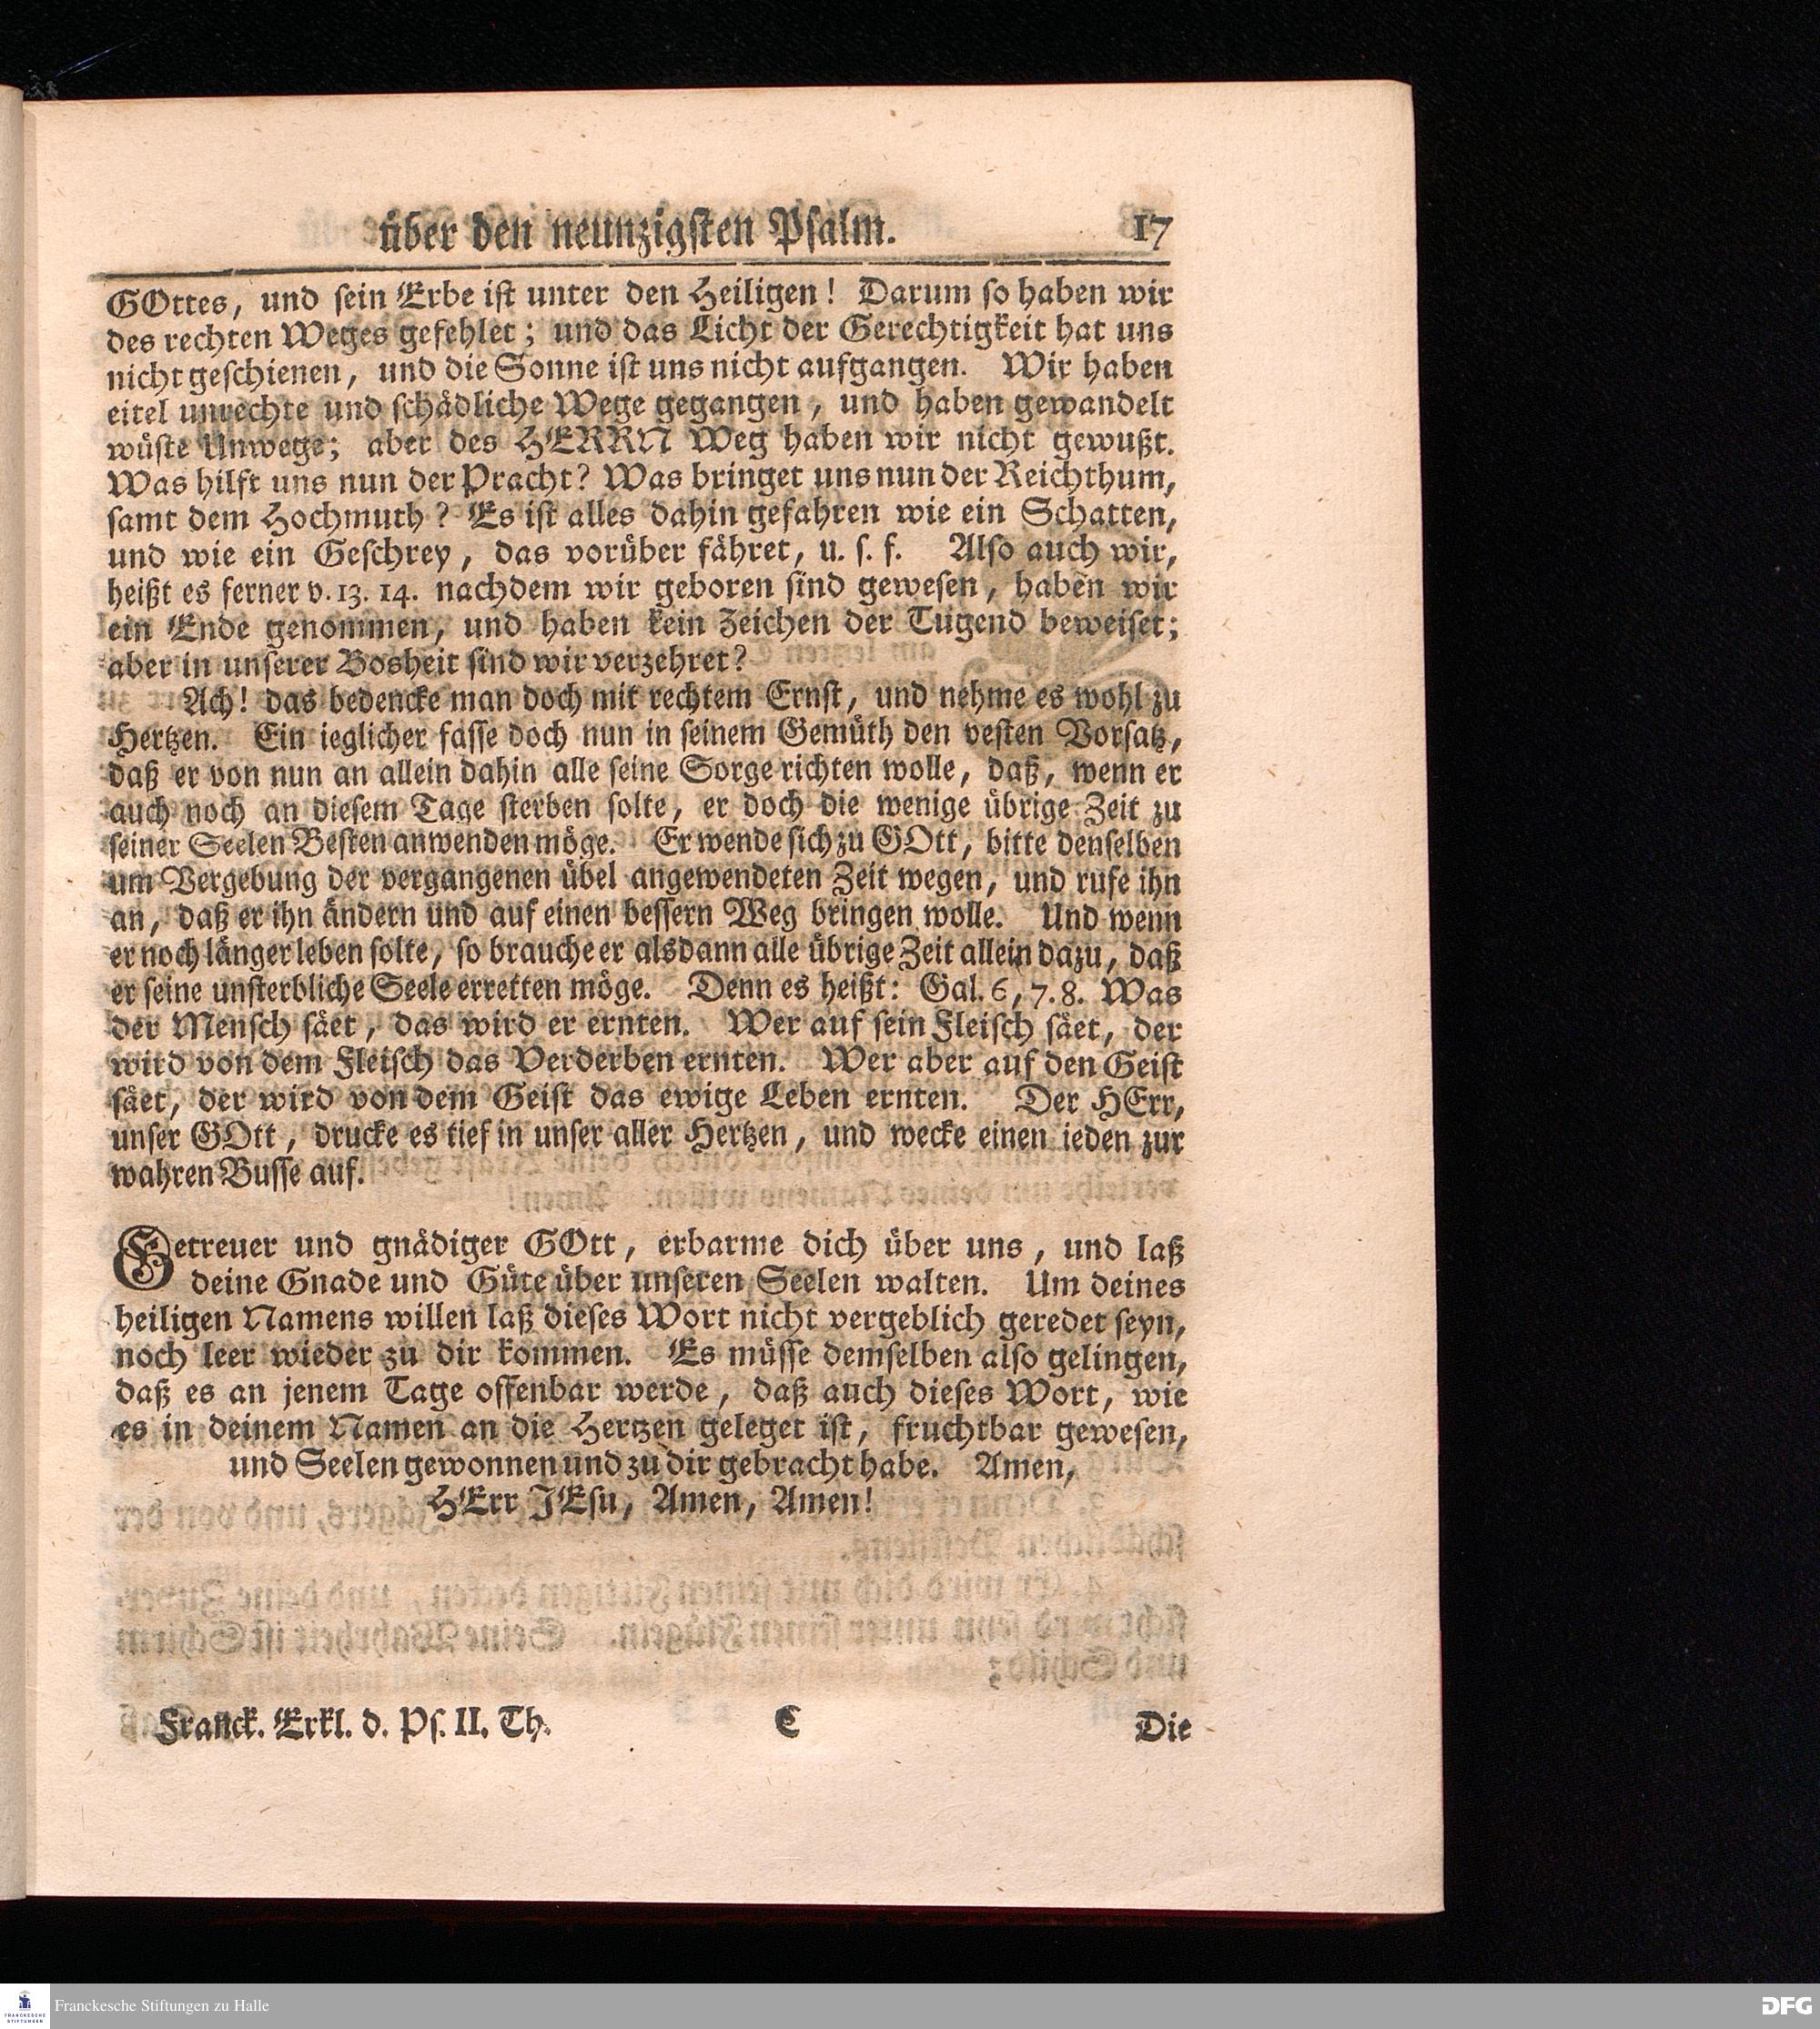 über den neunzigsten Psalm. 17
GOttes, und sein Erbe ist unter den Heiligen! Darum so haben wir
des rechten Weges gefehlet; und das Licht der Gerechtigkeit hat uns
nicht geschienen, und die Sonne ist uns nicht aufgangen. Wir haben
eitel unrechte und schädliche Wege gegangen, und haben gewandelt
wüste Unwege; aber des HERRN Weg haben wir nicht gewußt.
Was hilft uns nun der Pracht? Was bringet uns nun der Reichthum,
samt dem Hochmuth? Es ist alles dahin gefahren wie ein Schatten,
und wie ein Geschrey, das vorüber fähret, u. s. f. Also auch wir,
heißt es ferner v. 13. 14. nachdem wir geboren sind gewesen, haben wir
ein Ende genommen, und haben kein Zeichen der Tugend beweiset;
aber in unserer Bosheit sind wir verzehret?
Ach! das bedencke man doch mit rechtem Ernst, und nehme es wohl zu
Hertzen. Ein ieglicher fasse doch nun in seinem Gemüth den vesten Vorsatz,
daß er von nun an allein dahin alle seine Sorge richten wolle, daß, wenn er
auch noch an diesem Tage sterben solte, er doch die wenige übrige Zeit zu
seiner Seelen Besten anwenden möge. Er wende sich zu GOtt, bitte denselben
um Vergebung der vergangenen übel angewendeten Zeit wegen, und rufe ihn
an, daß er ihn ändern und auf einen bessern Weg bringen wolle. Und wenn
er noch länger leben solte, so brauche er alsdann alle übrige Zeit allein dazu, daß
er seine unsterbliche Seele erretten möge. Denn es heißt: Gal. 6, 7. 8. Was
der Mensch säet, das wird er ernten. Wer auf sein Fleisch säet, der
wird von dem Fleisch das Verderben ernten. Wer aber auf den Geist
säet, der wird von dem Geist das ewige Leben ernten. Der HErr,
unser GOtt, drucke es tief in unser aller Hertzen, und wecke einen ieden zur
wahren Busse auf.
Getreuer und gnädiger GOtt, erbarme dich über uns, und laß
deine Gnade und Güte über unseren Seelen walten. Um deines
heiligen Namens willen laß dieses Wort nicht vergeblich geredet seyn,
noch leer wieder zu dir kommen. Es müsse demselben also gelingen,
daß es an jenem Tage offenbar werde, daß auch dieses Wort, wie
es in deinem Namen an die Hertzen geleget ist, fruchtbar gewesen,
und Seelen gewonnen und zu dir gebracht habe. Amen,
HErr JEsu, Amen, Amen!
Franck. Erkl. d. Ps. II. Th. C Die
FRANCKESCHE STIFTUNGEN Franckesche Stiftungen zu Halle DFG